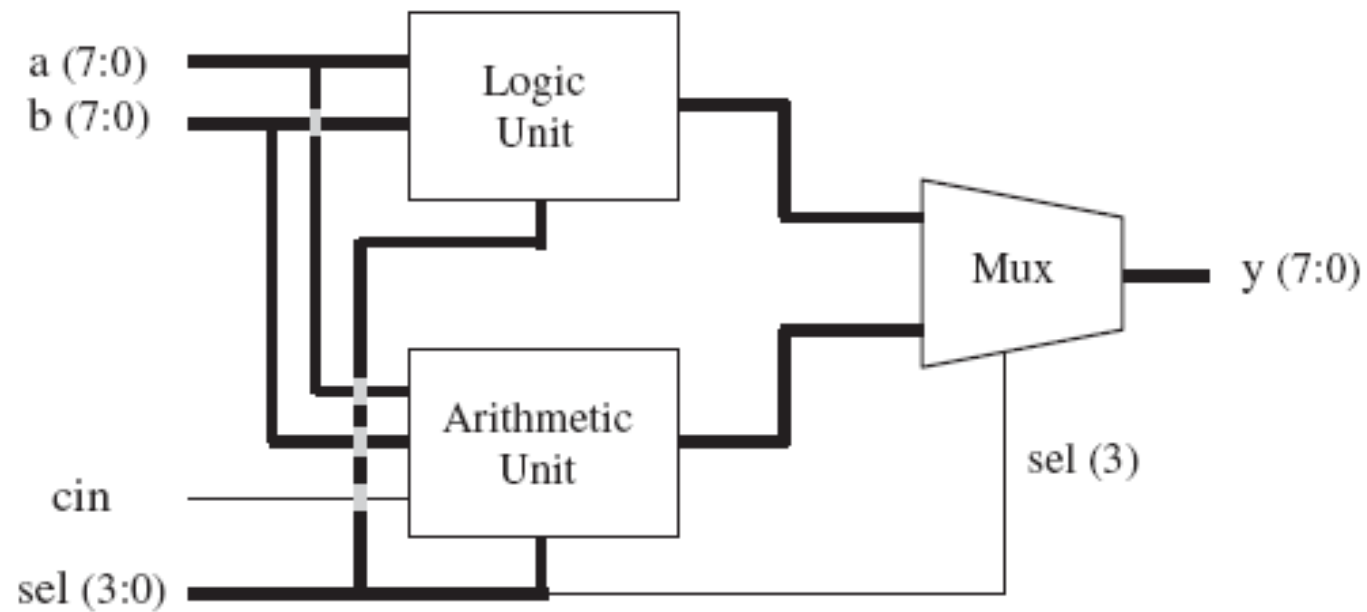 a (7:0)
b (7:0)
Logic
Unit
Mux
y (7:0)
Arithmetic
Unit
sel (3)
cin
sel (3:0)